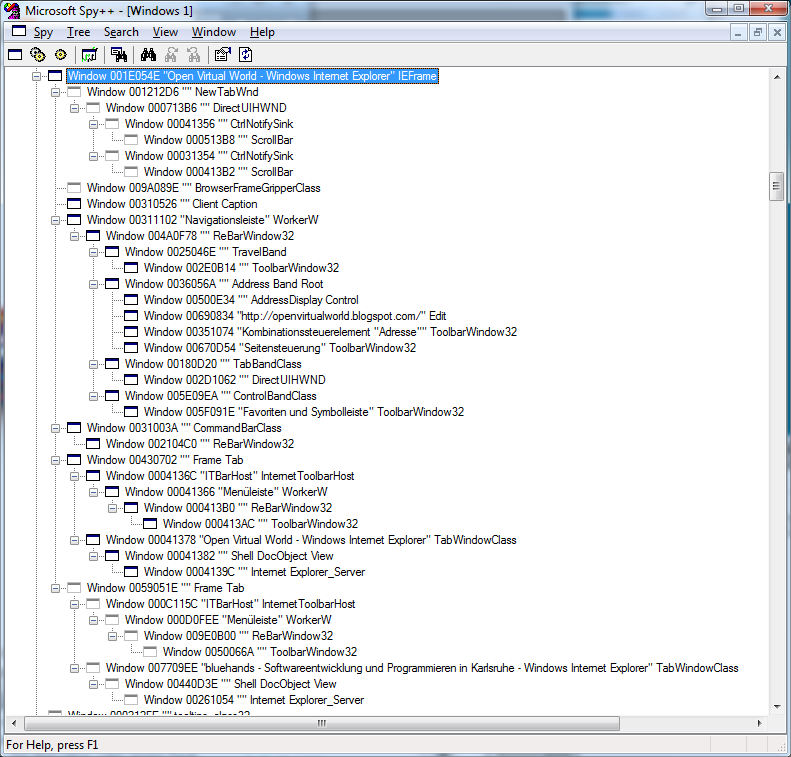 Microsoft Spy++ - [Windows 1]
Spy Tree Search View Window Help
Window 001E054E "Open Virtual World - Windows Internet Explorer" IEFrame
Window 001212D6 "" NewTabWnd
Window 000713B6 "" DirectUIHWND
Window 00041356 "" CtrlNotifySink
Window 000513B8 "" ScrollBar
Window 00031354 "" CtrlNotifySink
Window 000413B2 "" ScrollBar
Window 009A089E "" BrowserFrameGripperClass
Window 00310526 "" Client Caption
Window 00311102 "Navigationsleiste" WorkerW
Window 004A0F78 "" ReBarWindow32
Window 0025046E "" TravelBand
Window 002E0B14 "" ToolbarWindow32
Window 0036056A "" Address Band Root
Window 00500E34 "" AddressDisplay Control
Window 00690834 "http://openvirtualworld.blogspot.com/" Edit
Window 00351074 "Kombinationssteuerelement "Adresse"" ToolbarWindow32
Window 00670D54 "Seitensteuerung" ToolbarWindow32
Window 00180D20 "" TabBandClass
Window 002D1062 "" DirectUIHWND
Window 005E09EA "" ControlBandClass
Window 005F091E "Favoriten und Symbolleiste" ToolbarWindow32
Window 0031003A "" CommandBarClass
Window 002104C0 "" ReBarWindow32
Window 00430702 "" Frame Tab
Window 0004136C "ITBarHost" InternetToolbarHost
Window 00041366 "Menüleiste" WorkerW
Window 000413B0 "" ReBarWindow32
Window 000413AC "" ToolbarWindow32
Window 00041378 "Open Virtual World - Windows Internet Explorer" TabWindowClass
Window 00041382 "" Shell DocObject View
Window 0004139C "" Internet Explorer_Server
Window 0059051E "" Frame Tab
Window 000C115C "ITBarHost" InternetToolbarHost
Window 000D0FEE "Menüleiste" WorkerW
Window 009E0B00 "" ReBarWindow32
Window 0050066A "" ToolbarWindow32
Window 007709EE "bluehands - Softwareentwicklung und Programmieren in Karlsruhe - Windows Internet Explorer" TabWindowClass
Window 00440D3E "" Shell DocObject View
Window 00261054 "" Internet Explorer_Server
For Help, press F1